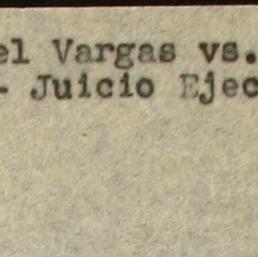 el Vargas vs.
- Juicio Ejec